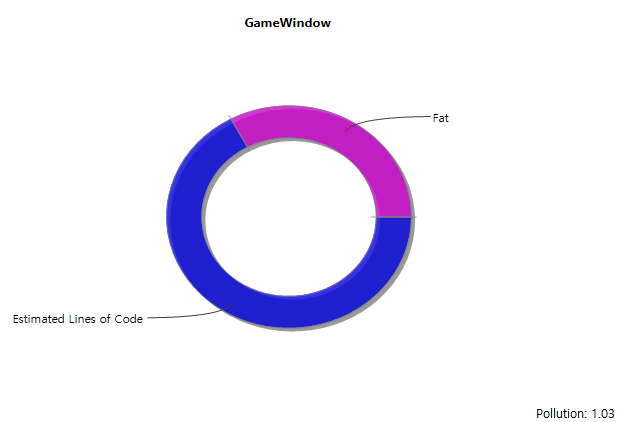 GameWindow
Fat
Estimated Lines of Code
Pollution: 1.03